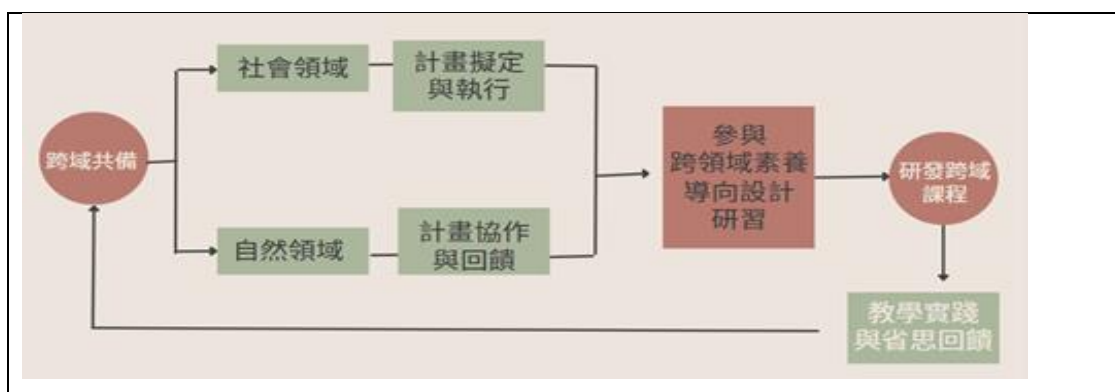 跨域共備
社會領域
計畫擬定
與執行
自然領域
計畫協作
與回饋
參與
跨領域素養
導向設計
研習
研發跨域
課程
教學實踐
與省思回饋